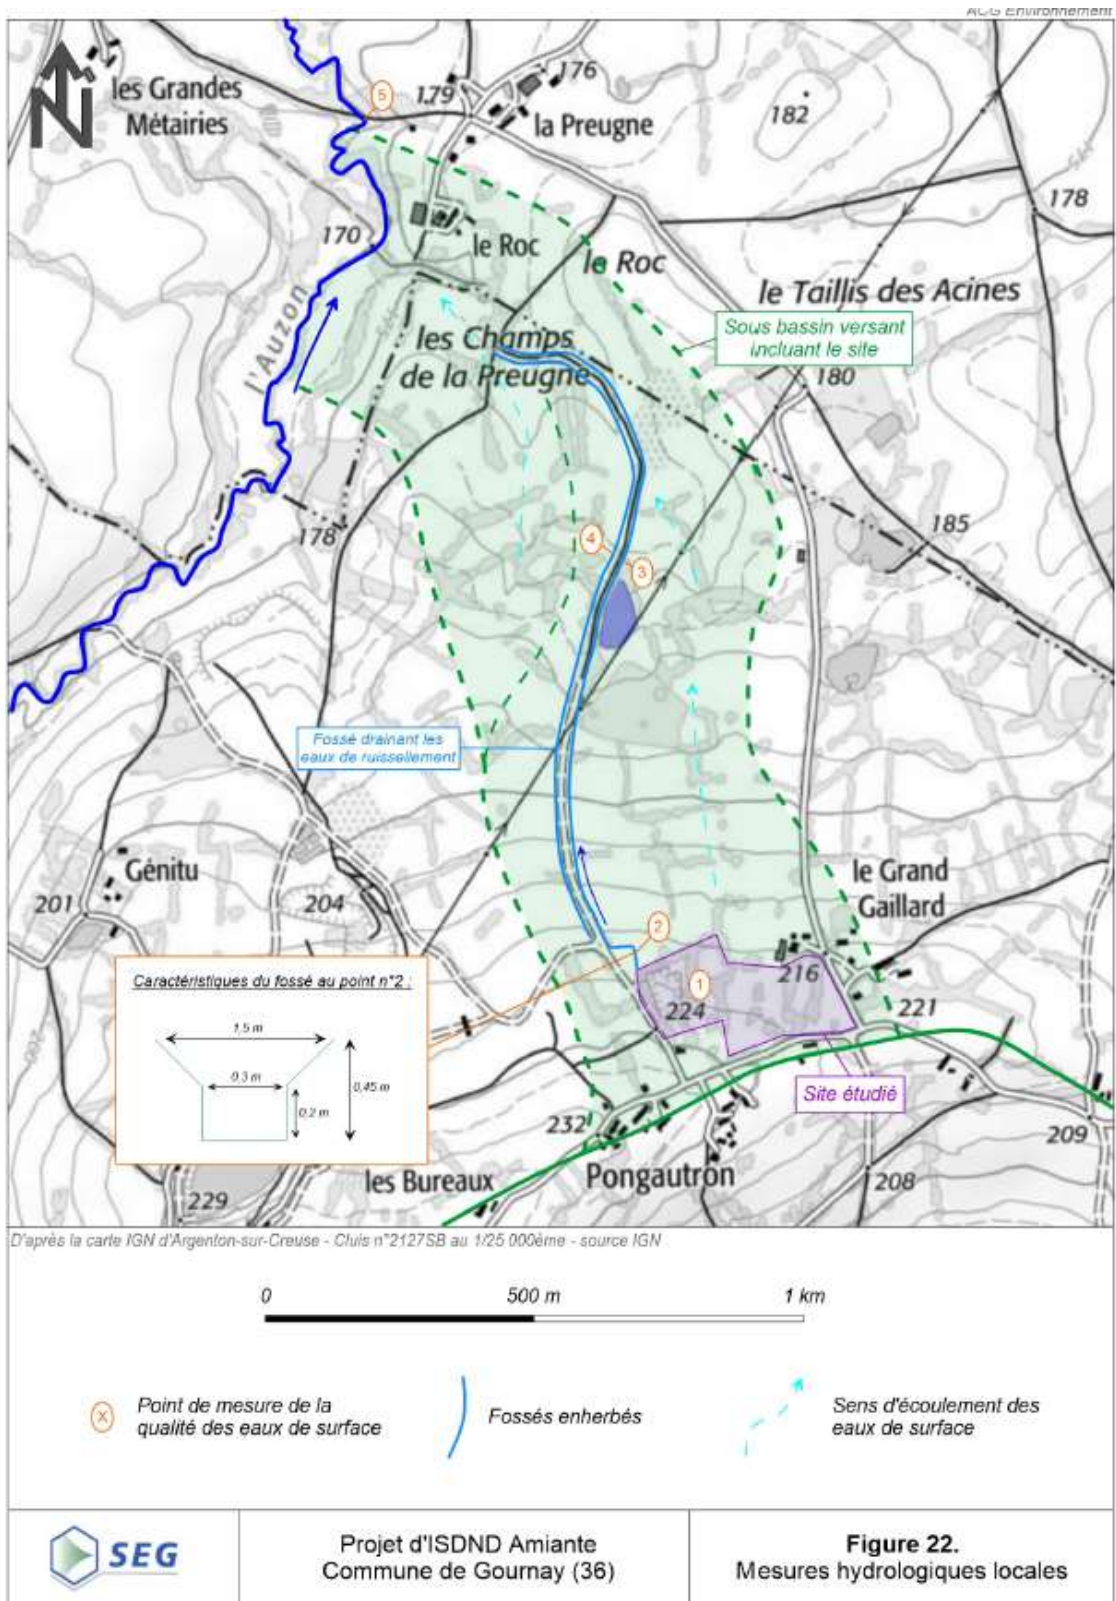 ACG Environnement
N
les Grandes
Métairies
5
179
176
la Preugne
182
178
170
le Roc
le Roc
l'Auzon
le Taillis des Acines
Sous bassin versant
incluant le site
les Champs
de la Preugne
180
178
185
4
3
Fossé drainant les
eaux de ruissellement
Génitu
201
204
le Grand
Gaillard
2
1
216
224
221
Caractéristiques du fossé au point n°2 :
1,5 m
0,3 m
0,45 m
0,2 m
Site étudié
232
209
les Bureaux
Pongautron
208
229
200
D'après la carte IGN d'Argenton-sur-Creuse - Cluis n°2127SB au 1/25 000ème - source IGN
0
500 m
1 km
X
Point de mesure de la
qualité des eaux de surface
Fossés enherbés
Sens d'écoulement des
eaux de surface
SEG
Projet d'ISDND Amiante
Commune de Gournay (36)
Figure 22.
Mesures hydrologiques locales